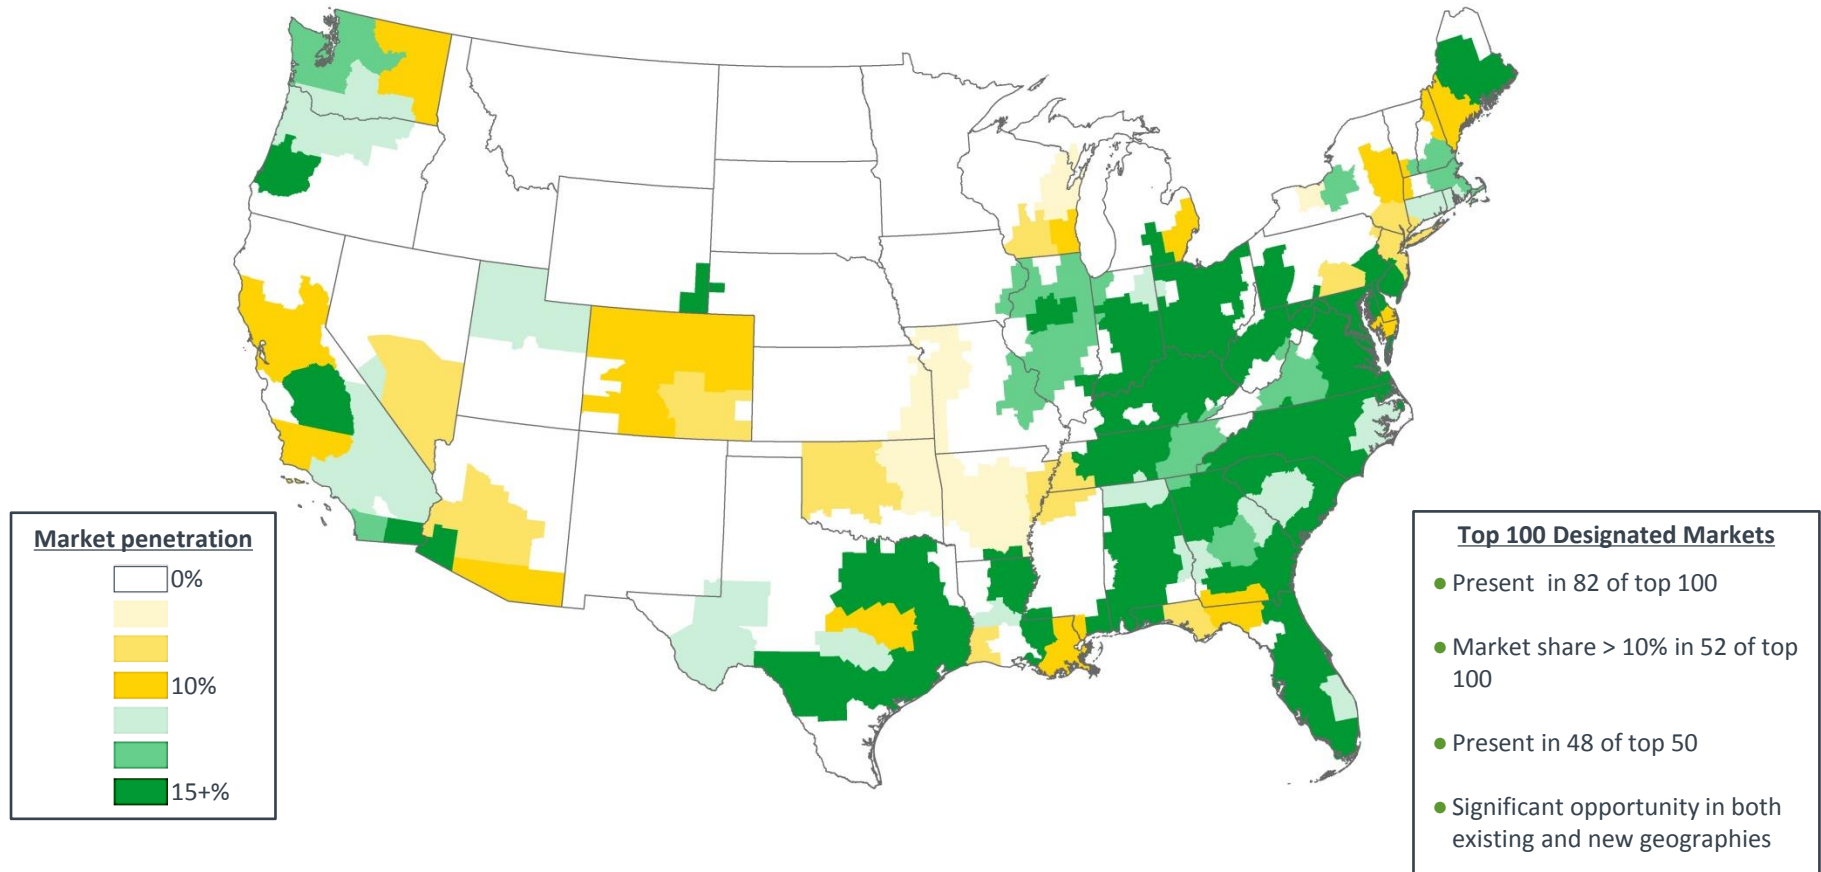 Market penetration
0%
10%
15+%
Top 100 Designated Markets
● Present in 82 of top 100
● Market share > 10% in 52 of top
100
● Present in 48 of top 50
● Significant opportunity in both
existing and new geographies